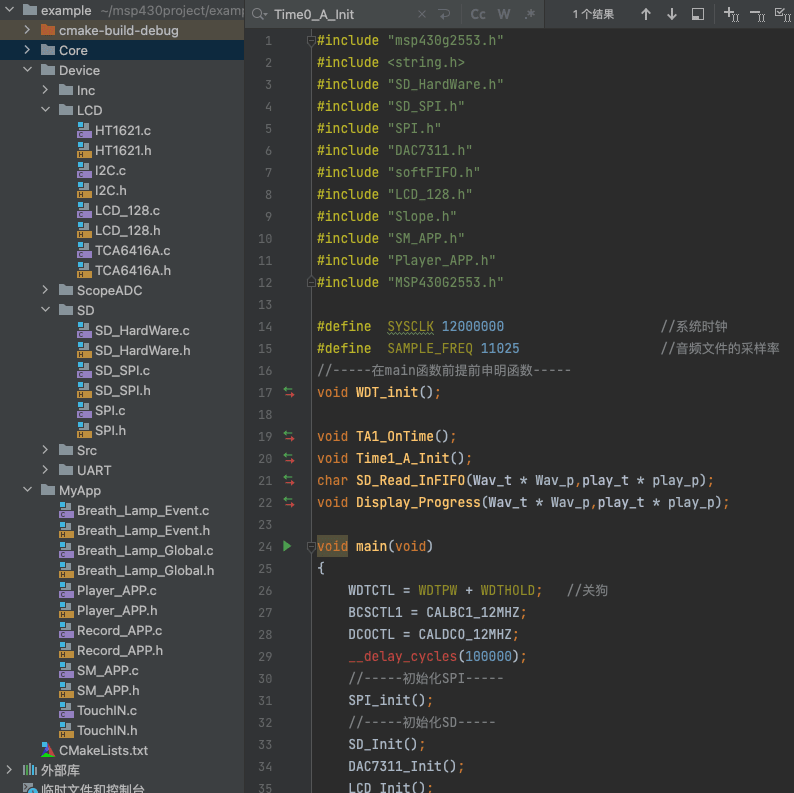 example ~/msp430project/examp
cmake-build-debug
Core
Device
Inc
LCD
HT1621.c
HT1621.h
I2C.c
I2C.h
LCD_128.c
LCD_128.h
TCA6416A.c
TCA6416A.h
ScopeADC
SD
SD_HardWare.c
SD_HardWare.h
SD_SPI.c
SD_SPI.h
SPI.c
SPI.h
Src
UART
MyApp
Breath_Lamp_Event.c
Breath_Lamp_Event.h
Breath_Lamp_Global.c
Breath_Lamp_Global.h
Player_APP.c
Player_APP.h
Record_APP.c
Record_APP.h
SM_APP.c
SM_APP.h
TouchIN.c
TouchIN.h
CMakeLists.txt
外部库
临时文件和控制台
Time0_A_Init Cc W .* 1 个结果
1 #include "msp430g2553.h"
2 #include <string.h>
3 #include "SD_HardWare.h"
4 #include "SD_SPI.h"
5 #include "SPI.h"
6 #include "DAC7311.h"
7 #include "softFIFO.h"
8 #include "LCD_128.h"
9 #include "Slope.h"
10 #include "SM_APP.h"
11 #include "Player_APP.h"
12 #include "MSP430G2553.h"
13
14 #define SYSCLK 12000000 //系统时钟
15 #define SAMPLE_FREQ 11025 //音频文件的采样率
16 //-----在main函数前提前申明函数-----
17 void WDT_init();
18
19 void TA1_OnTime();
20 void Time1_A_Init();
21 char SD_Read_InFIFO(Wav_t * Wav_p,play_t * play_p);
22 void Display_Progress(Wav_t * Wav_p,play_t * play_p);
23
24 void main(void)
25 {
26 WDTCTL = WDTPW + WDTHOLD; //关狗
27 BCSCTL1 = CALBC1_12MHZ;
28 DCOCTL = CALDCO_12MHZ;
29 __delay_cycles(100000);
30 //-----初始化SPI-----
31 SPI_init();
32 //-----初始化SD-----
33 SD_Init();
34 DAC7311_Init();
35 LCD_Init();